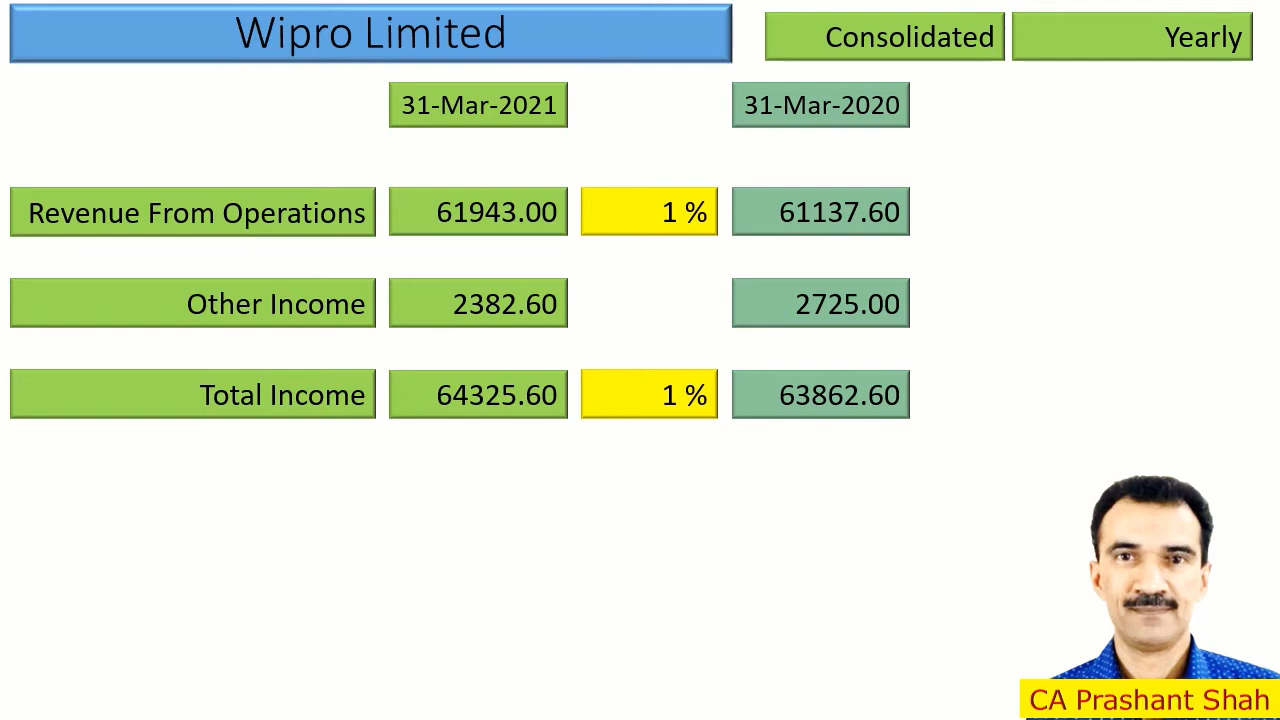 Wipro Limited
Consolidated
Yearly
31-Mar-2021
31-Mar-2020
Revenue From Operations 61943.00 1 % 61137.60
Other Income 2382.60 2725.00
Total Income 64325.60 1 % 63862.60
CA Prashant Shah